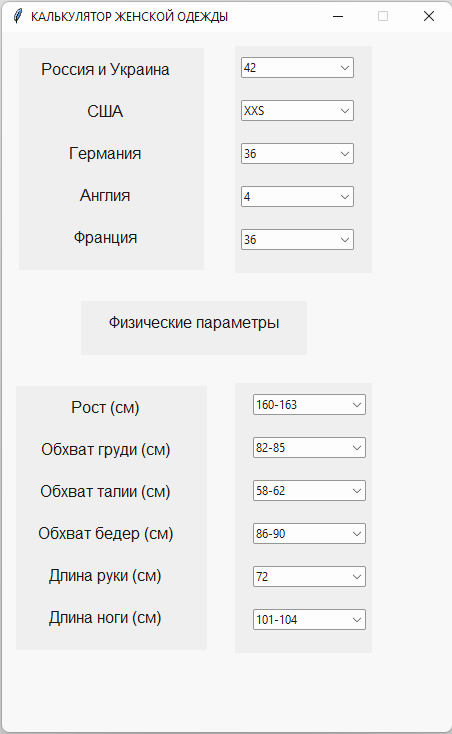 КАЛЬКУЛЯТОР ЖЕНСКОЙ ОДЕЖДЫ
Россия и Украина 42
США XXS
Германия 36
Англия 4
Франция 36
Физические параметры
Рост (см) 160-163
Обхват груди (см) 82-85
Обхват талии (см) 58-62
Обхват бедер (см) 86-90
Длина руки (см) 72
Длина ноги (см) 101-104